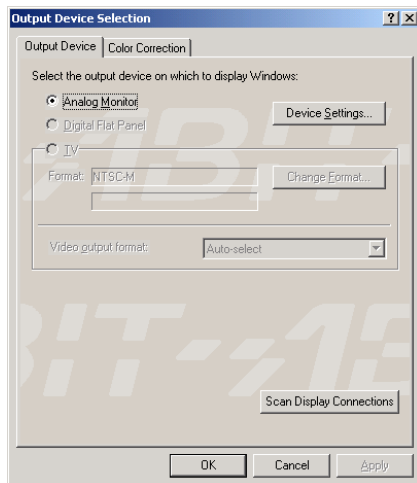 Output Device Selection
Output Device
Color Correction
Select the output device on which to display Windows:
Analog Monitor
Device Settings...
Digital Flat Panel
TV
Format: NTSC-M
Change Format...
Video output format: Auto-select
ABIT
ABIT
Scan Display Connections
OK
Cancel
Apply